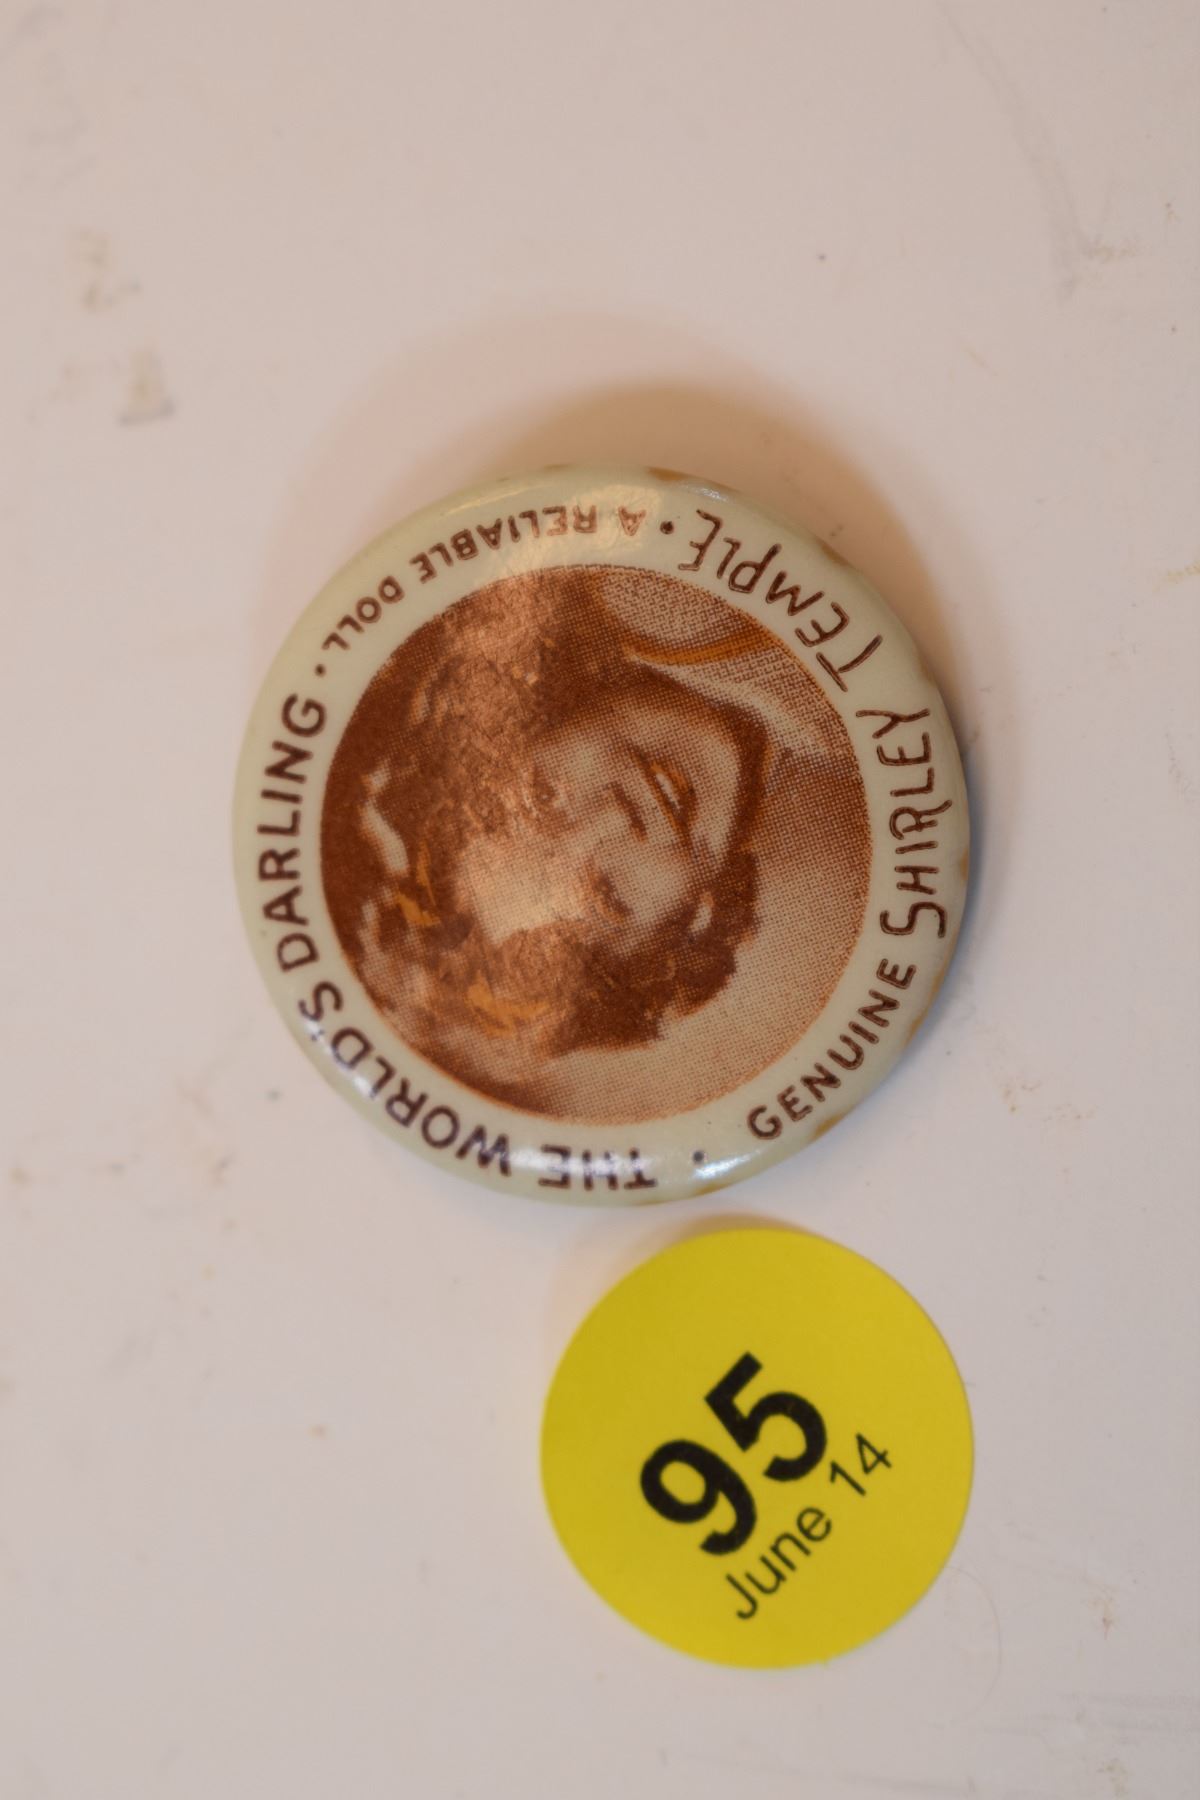 THE WORLD'S DARLING •
A RELIABLE DOLL •
GENUINE SHIRLEY TEMPLE •
95
June 14